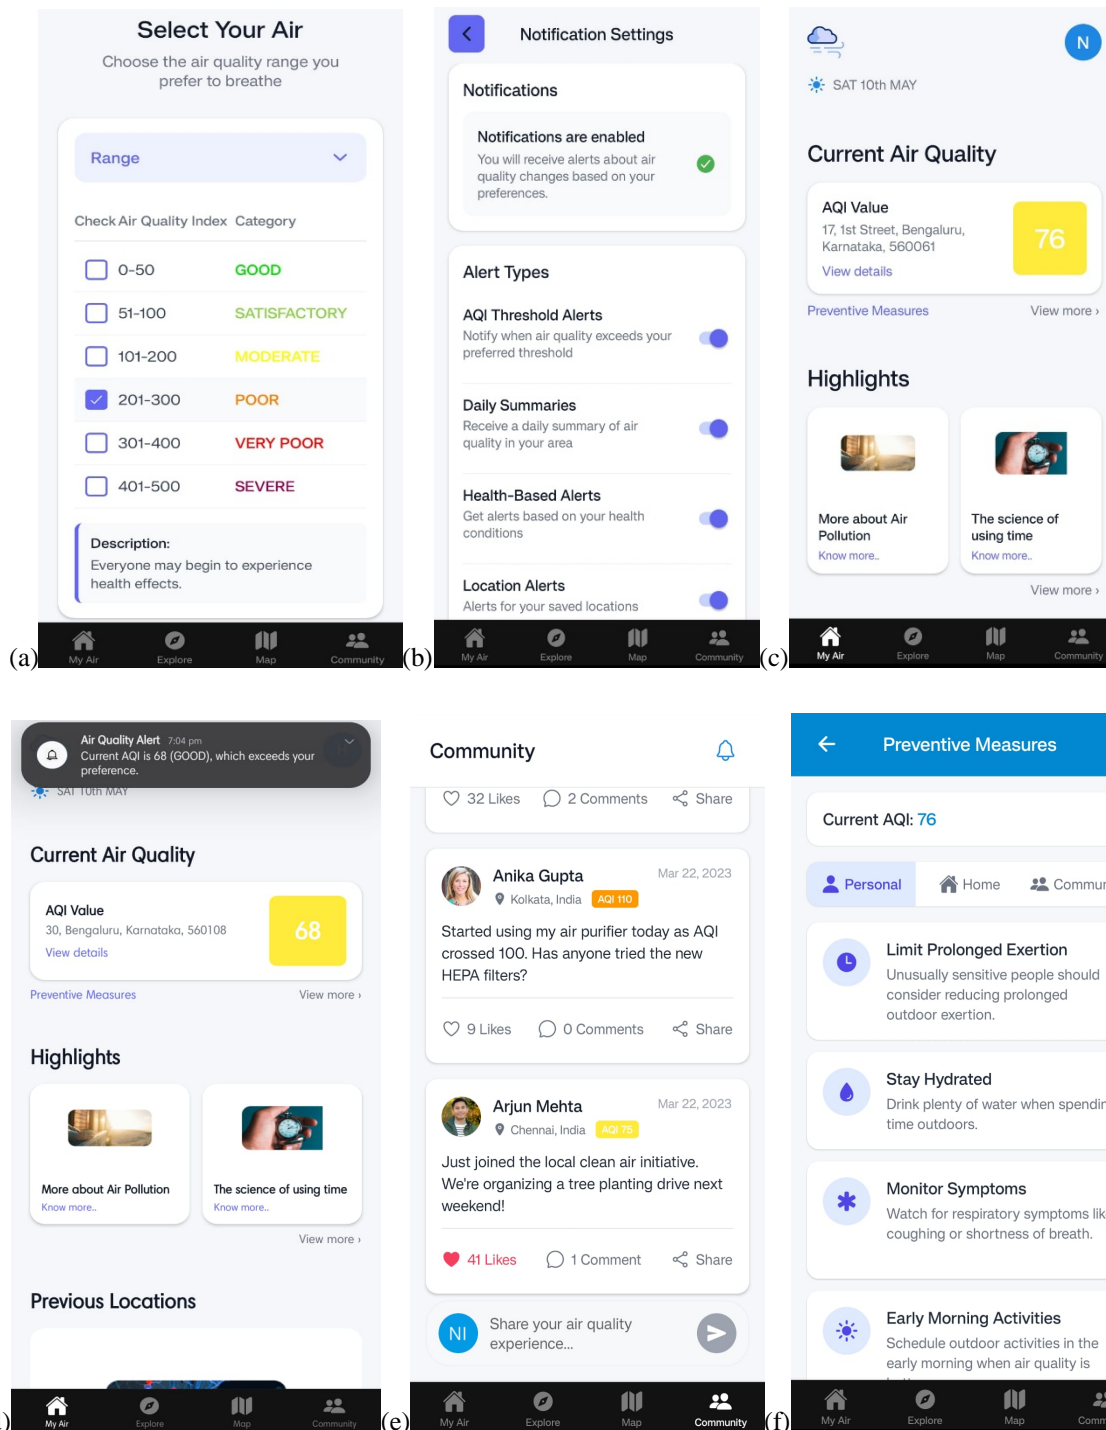 Select Your Air
Choose the air quality range you
prefer to breathe
Range
Check Air Quality Index Category
0-50 GOOD
51-100 SATISFACTORY
101-200 MODERATE
201-300 POOR
301-400 VERY POOR
401-500 SEVERE
Description:
Everyone may begin to experience
health effects.
My Air Explore Map Community
(a)
Notification Settings
Notifications
Notifications are enabled
You will receive alerts about air
quality changes based on your
preferences.
Alert Types
AQI Threshold Alerts
Notify when air quality exceeds your
preferred threshold
Daily Summaries
Receive a daily summary of air
quality in your area
Health-Based Alerts
Get alerts based on your health
conditions
Location Alerts
Alerts for your saved locations
My Air Explore Map Community
(b)
N
SAT 10th MAY
Current Air Quality
AQI Value
17, 1st Street, Bengaluru,
Karnataka, 560061
76
View details
Preventive Measures View more ›
Highlights
More about Air
Pollution
Know more..
The science of
using time
Know more..
View more ›
My Air Explore Map Community
(c)
Air Quality Alert 7:04 pm
Current AQI is 68 (GOOD), which exceeds your
preference.
SAT 10th MAY
Current Air Quality
AQI Value
30, Bengaluru, Karnataka, 560108
68
View details
Preventive Measures View more ›
Highlights
More about Air Pollution
Know more..
The science of using time
Know more..
View more ›
Previous Locations
My Air Explore Map Community
)
Community
32 Likes 2 Comments Share
Anika Gupta Mar 22, 2023
Kolkata, India AQI 110
Started using my air purifier today as AQI
crossed 100. Has anyone tried the new
HEPA filters?
9 Likes 0 Comments Share
Arjun Mehta Mar 22, 2023
Chennai, India AQI 75
Just joined the local clean air initiative.
We're organizing a tree planting drive next
weekend!
41 Likes 1 Comment Share
NI
Share your air quality
experience...
My Air Explore Map Community
(e)
Preventive Measures
Current AQI: 76
Personal Home Commun
Limit Prolonged Exertion
Unusually sensitive people should
consider reducing prolonged
outdoor exertion.
Stay Hydrated
Drink plenty of water when spendin
time outdoors.
Monitor Symptoms
Watch for respiratory symptoms lik
coughing or shortness of breath.
Early Morning Activities
Schedule outdoor activities in the
early morning when air quality is
My Air Explore Map Comm
(f)